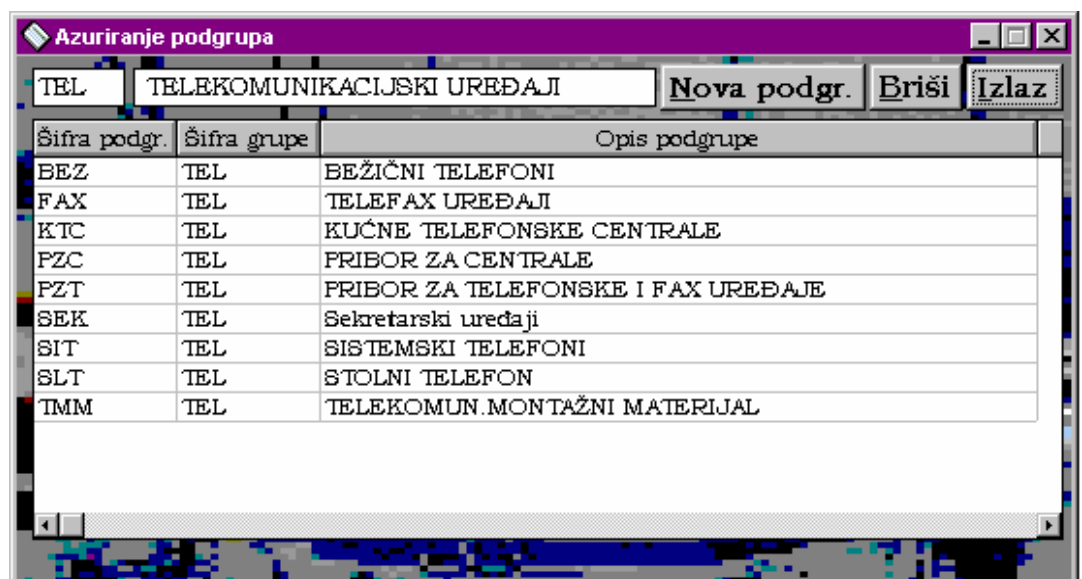 Azuriranje podgrupa
TEL TELEKOMUNIKACIJSKI UREĐAJI Nova podgr. Briši Izlaz
Šifra podgr. Šifra grupe Opis podgrupe
BEZ TEL BEŽIČNI TELEFONI
FAX TEL TELEFAX UREĐAJI
KTC TEL KUĆNE TELEFONSKE CENTRALE
PZC TEL PRIBOR ZA CENTRALE
PZT TEL PRIBOR ZA TELEFONSKE I FAX UREĐAJE
SEK TEL Sekretarski uređaji
SIT TEL SISTEMSKI TELEFONI
SLT TEL STOLNI TELEFON
TMM TEL TELEKOMUN.MONTAŽNI MATERIJAL